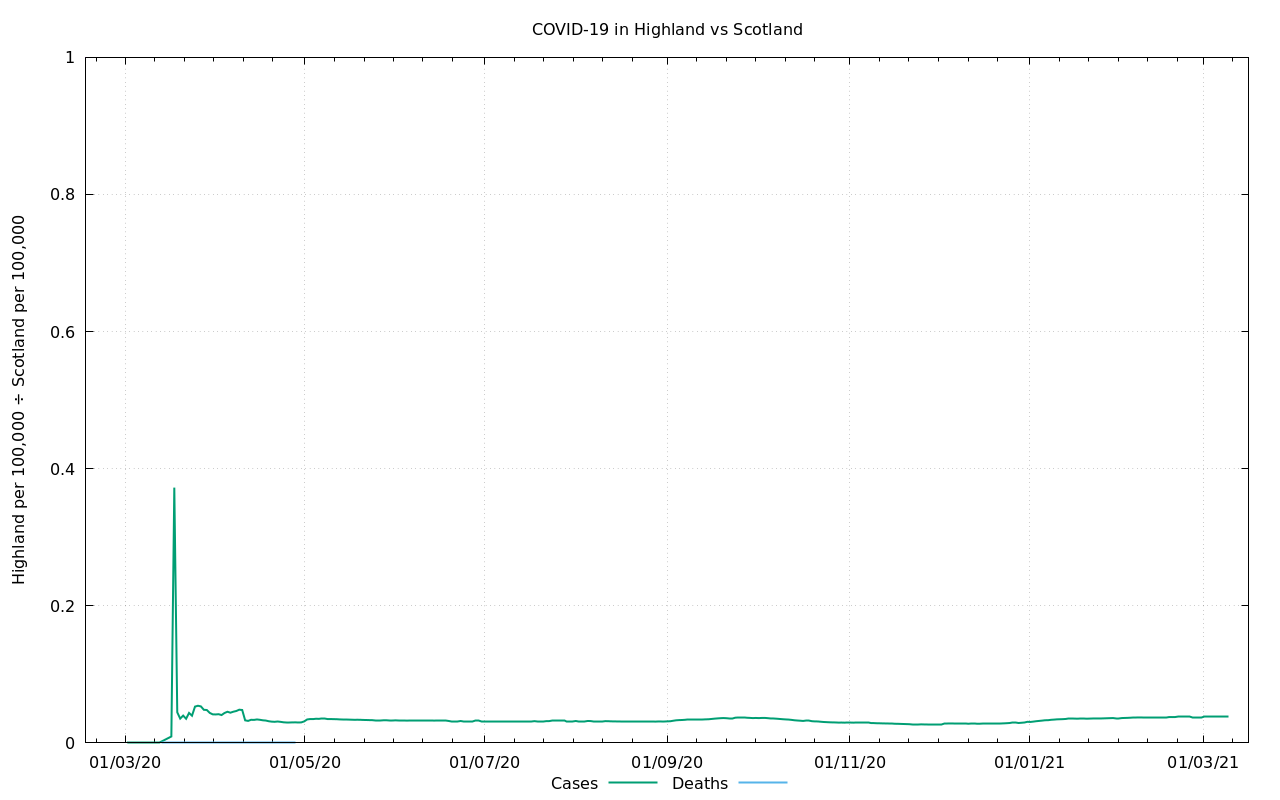 COVID-19 in Highland vs Scotland
Highland per 100,000 ÷ Scotland per 100,000
1
0.8
0.6
0.4
0.2
0
01/03/20 01/05/20 01/07/20 01/09/20 01/11/20 01/01/21 01/03/21
Cases Deaths